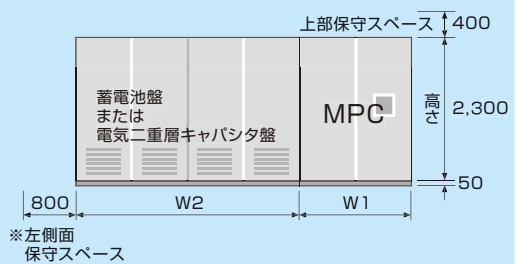 上部保守スペース
400
蓄電池盤
または
電気二重層キャパシタ盤
MPC
高さ
2,300
50
800
W2
W1
※左側面
保守スペース